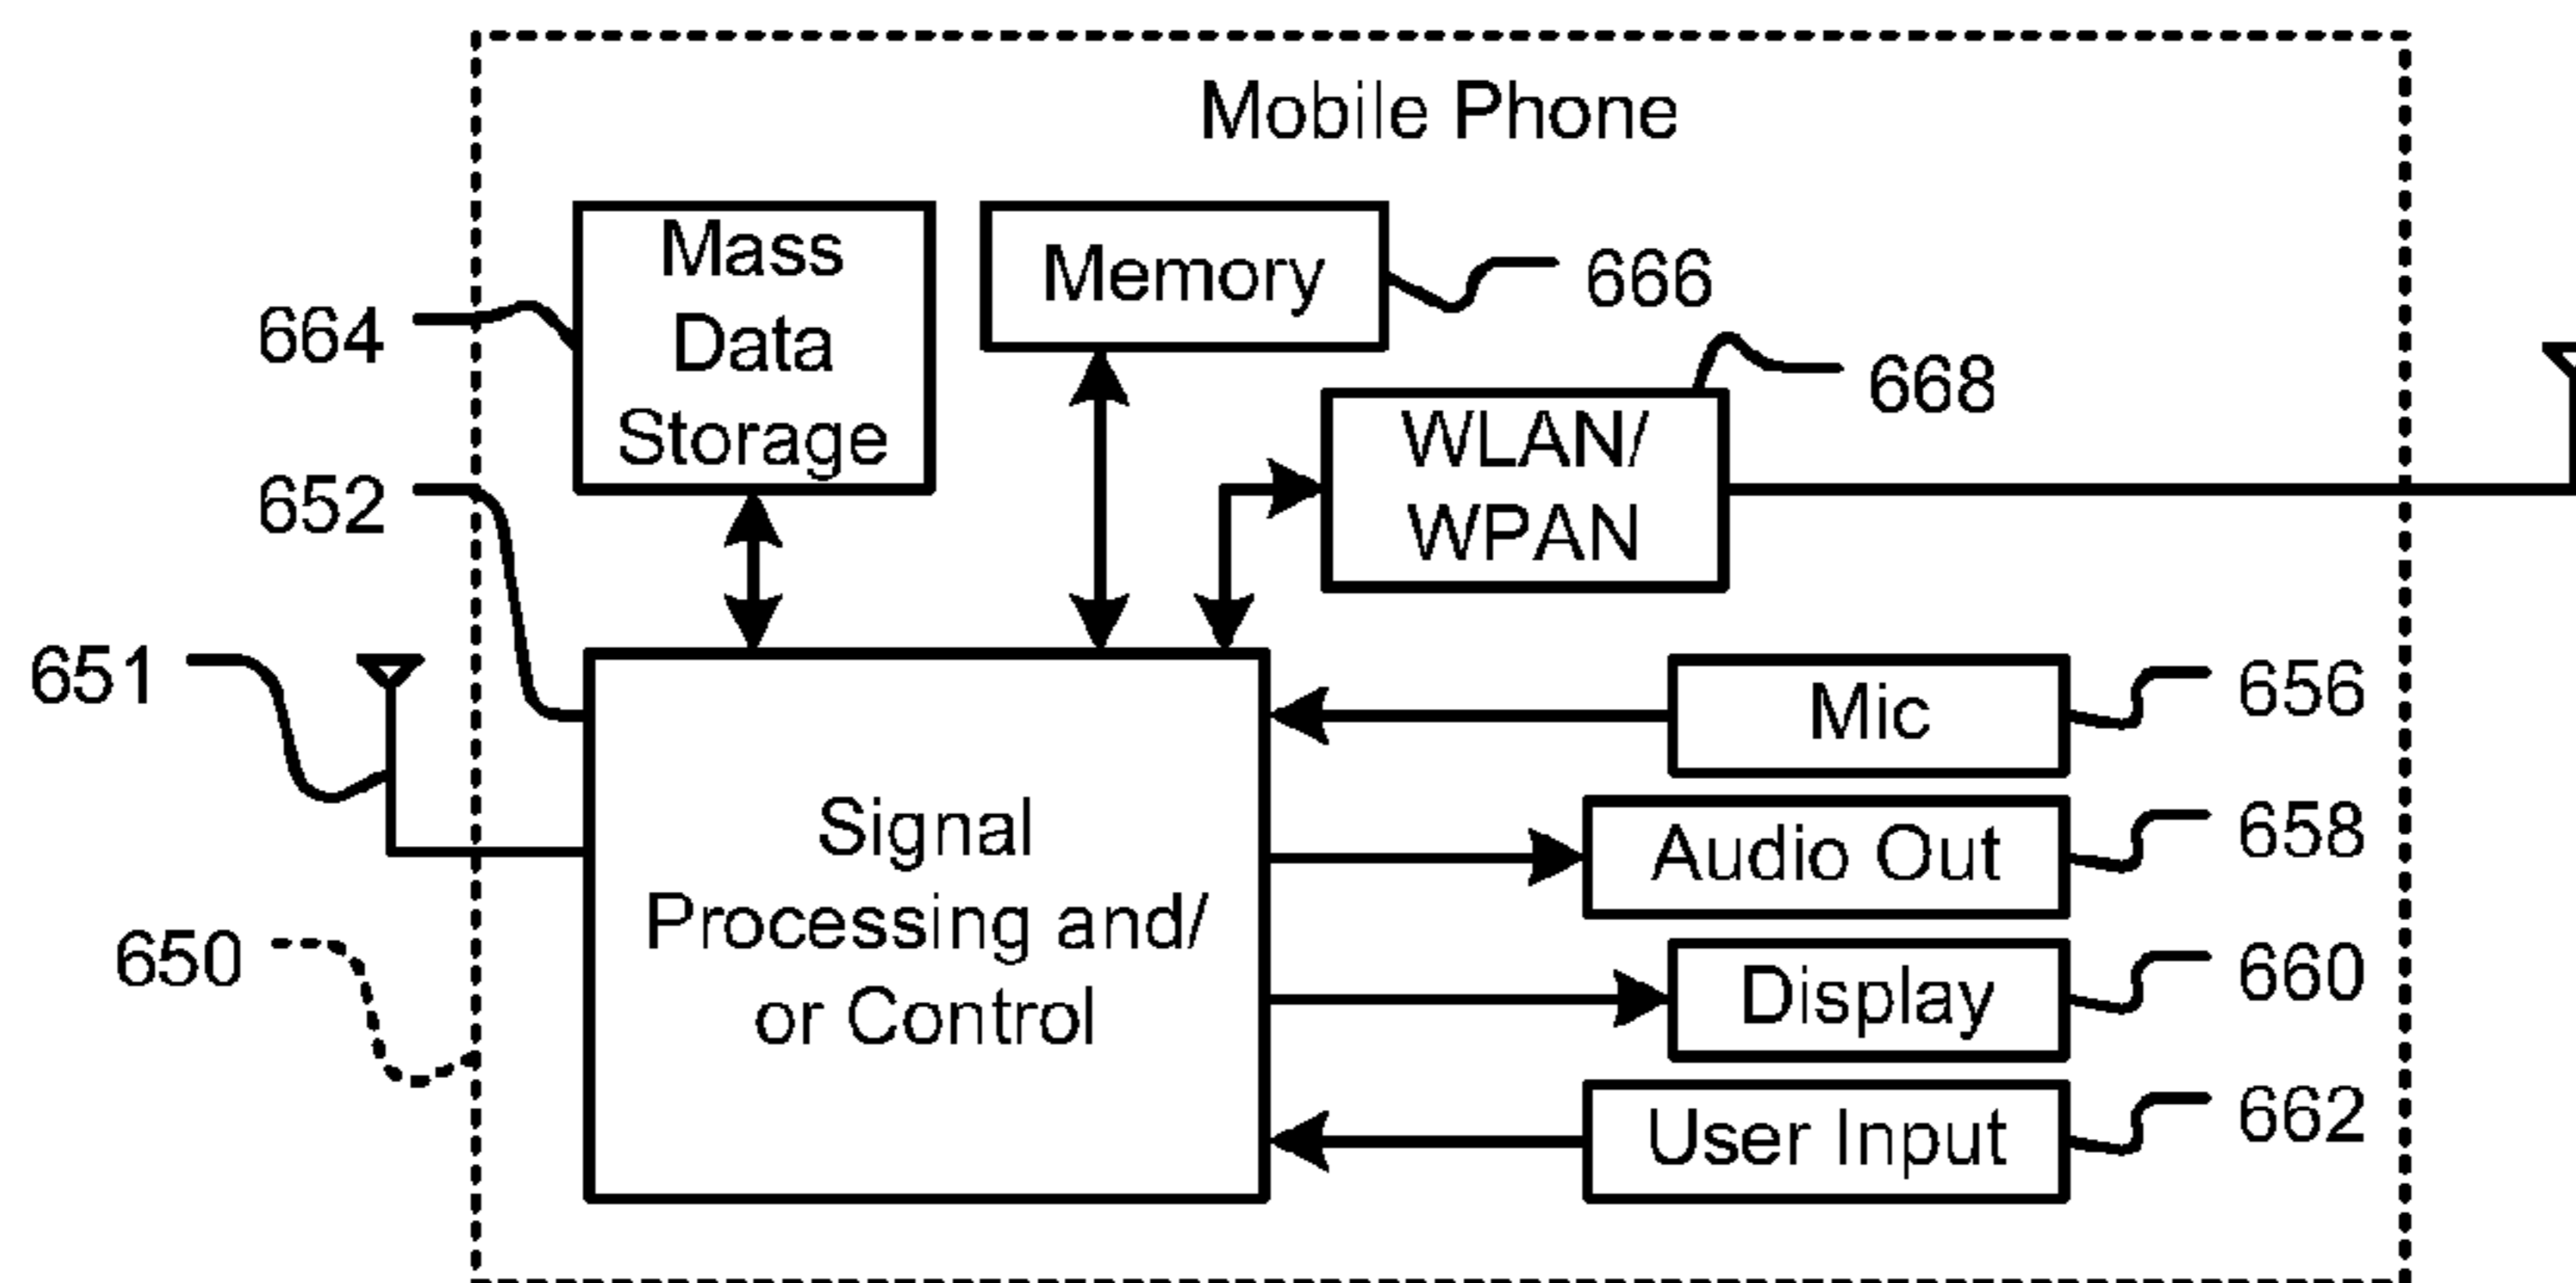 Mobile Phone
Mass
Data
Storage
Memory
666
664
668
WLAN/
WPAN
652
651
Mic
656
Signal
Processing and/
or Control
Audio Out
658
650
Display
660
User Input
662